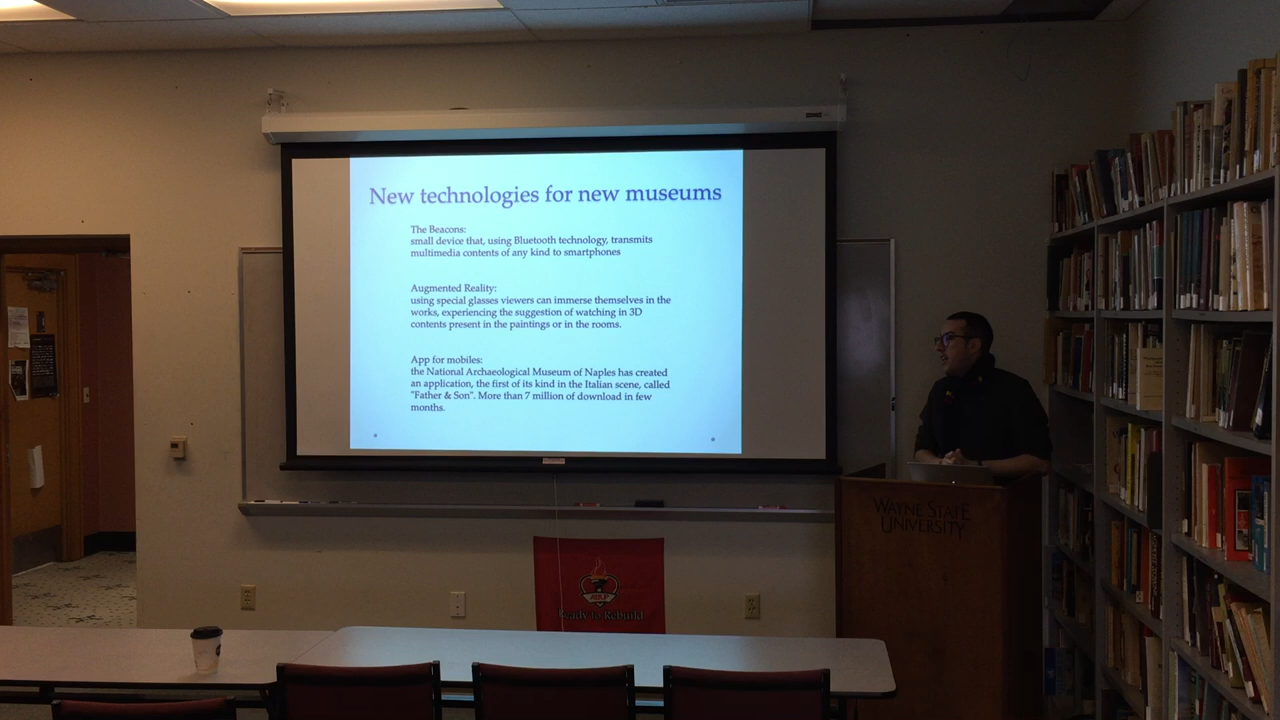 New technologies for new museums
The Beacons:
small device that, using Bluetooth technology, transmits
multimedia contents of any kind to smartphones
Augmented Reality:
using special glasses viewers can immerse themselves in the
works, experiencing the suggestion of watching in 3D
contents present in the paintings or in the rooms.
App for mobiles:
the National Archaeological Museum of Naples has created
an application, the first of its kind in the Italian scene, called
"Father & Son". More than 7 million of download in few
months.
WAYNE STATE
UNIVERSITY
Ready to Rebuild